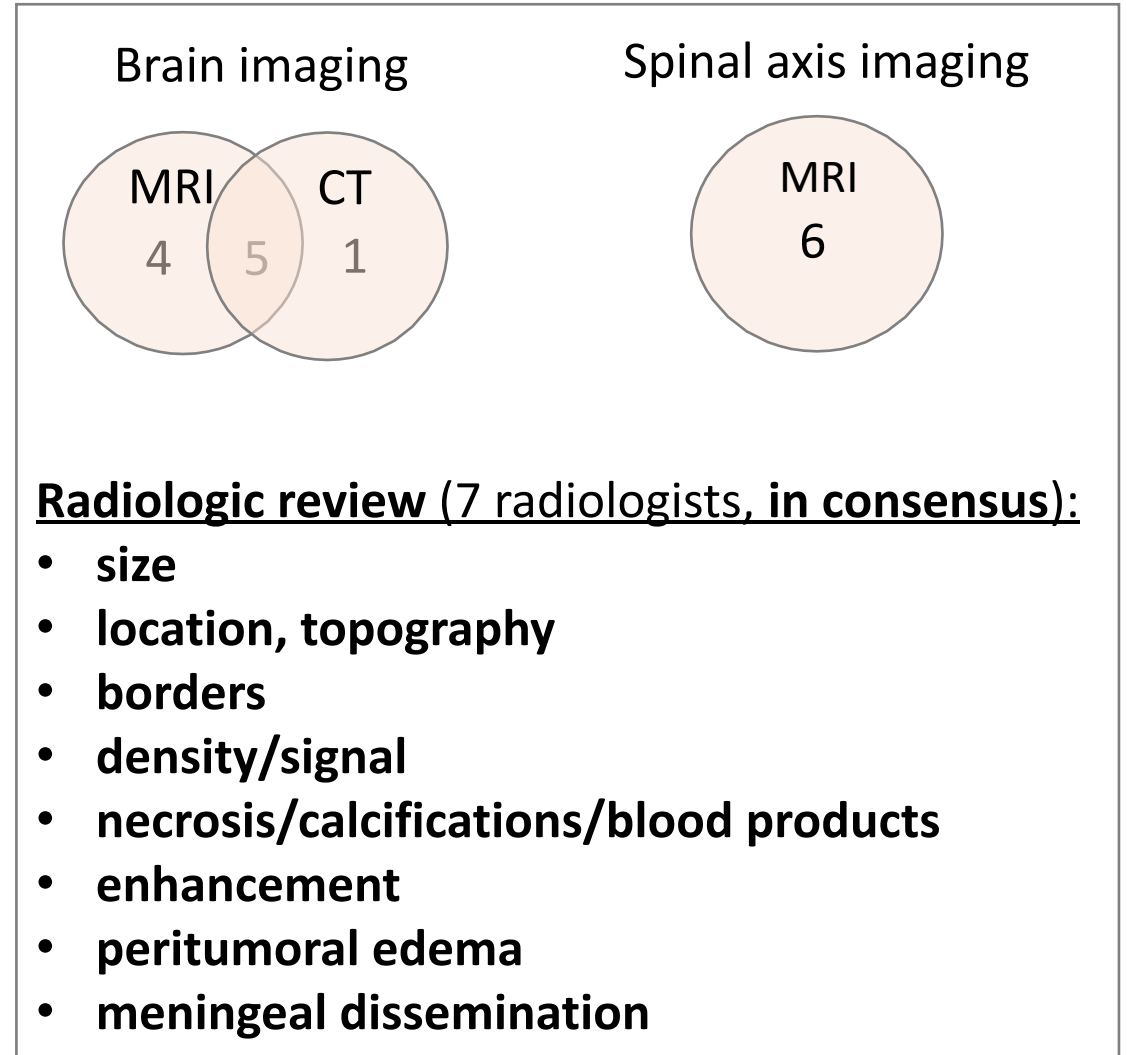 Brain imaging
Spinal axis imaging
MRI
CT
4
5
1
MRI
6
Radiologic review (7 radiologists, in consensus):
• size
• location, topography
• borders
• density/signal
• necrosis/calcifications/blood products
• enhancement
• peritumoral edema
• meningeal dissemination